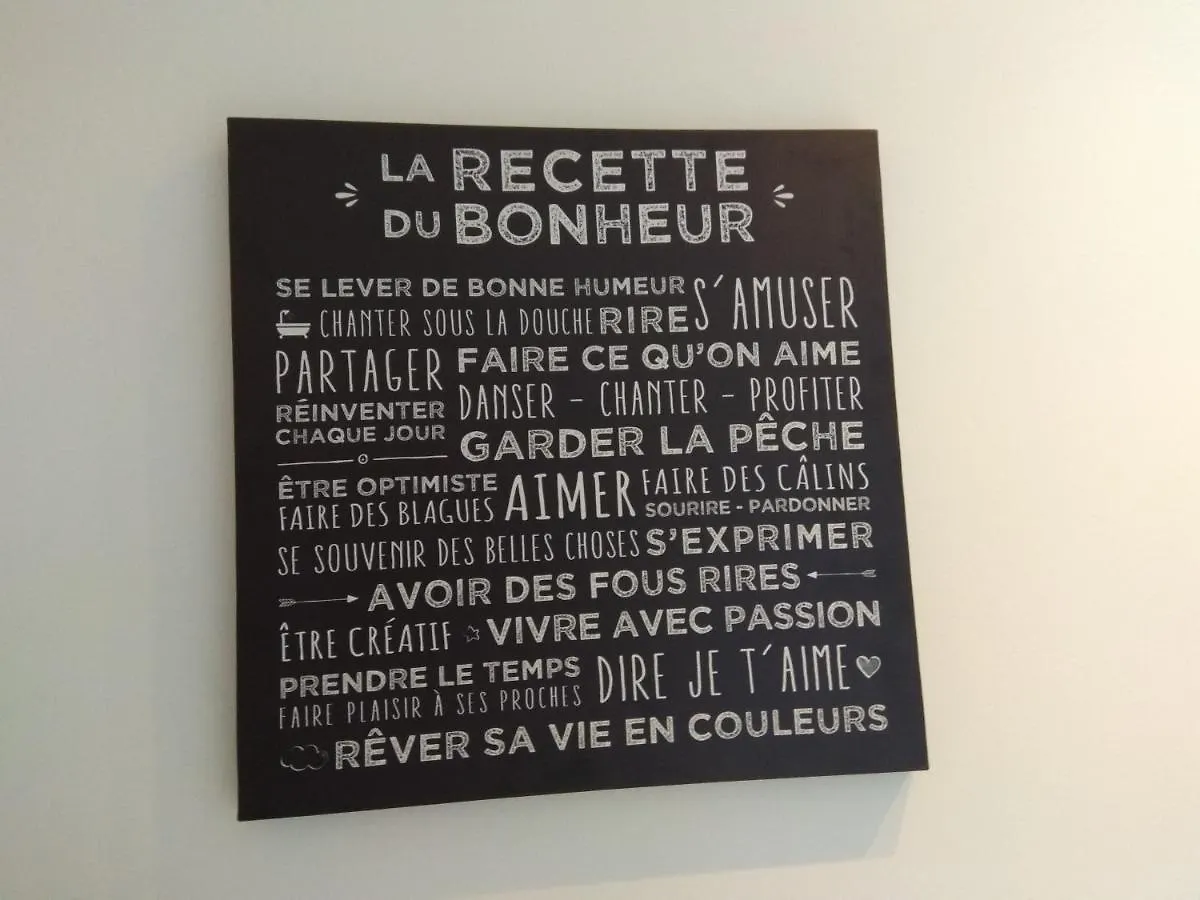 LA RECETTE
DU BONHEUR
SE LEVER DE BONNE HUMEUR
S´AMUSER
CHANTER SOUS LA DOUCHE RIRE
PARTAGER
FAIRE CE QU'ON AIME
DANSER - CHANTER - PROFITER
RÉINVENTER
CHAQUE JOUR
GARDER LA PÊCHE
ÊTRE OPTIMISTE
FAIRE DES BLAGUES
AIMER
FAIRE DES CÂLINS
SOURIRE - PARDONNER
SE SOUVENIR DES BELLES CHOSES S'EXPRIMER
AVOIR DES FOUS RIRES
ÊTRE CRÉATIF VIVRE AVEC PASSION
PRENDRE LE TEMPS
FAIRE PLAISIR À SES PROCHES
DIRE JE T´AIME
RÊVER SA VIE EN COULEURS